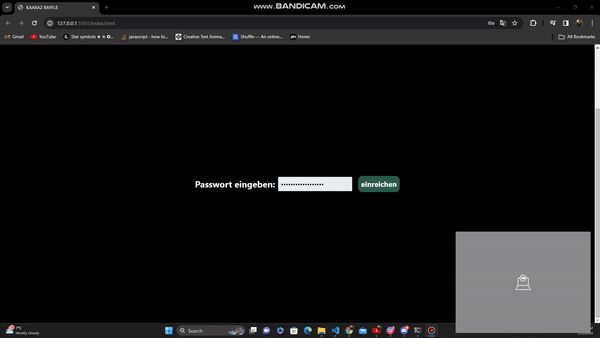 www.BANDICAM.com
KAARAZ RAFFLE
127.0.0.1:5501/index.html
Gmail
YouTube
Star symbols ★ ☆ ✪...
javascript - how to...
Creative Text Anima...
Shuffle — An online...
Home
All Bookmarks
Passwort eingeben:
einreichen
7°C
Mostly cloudy
Search